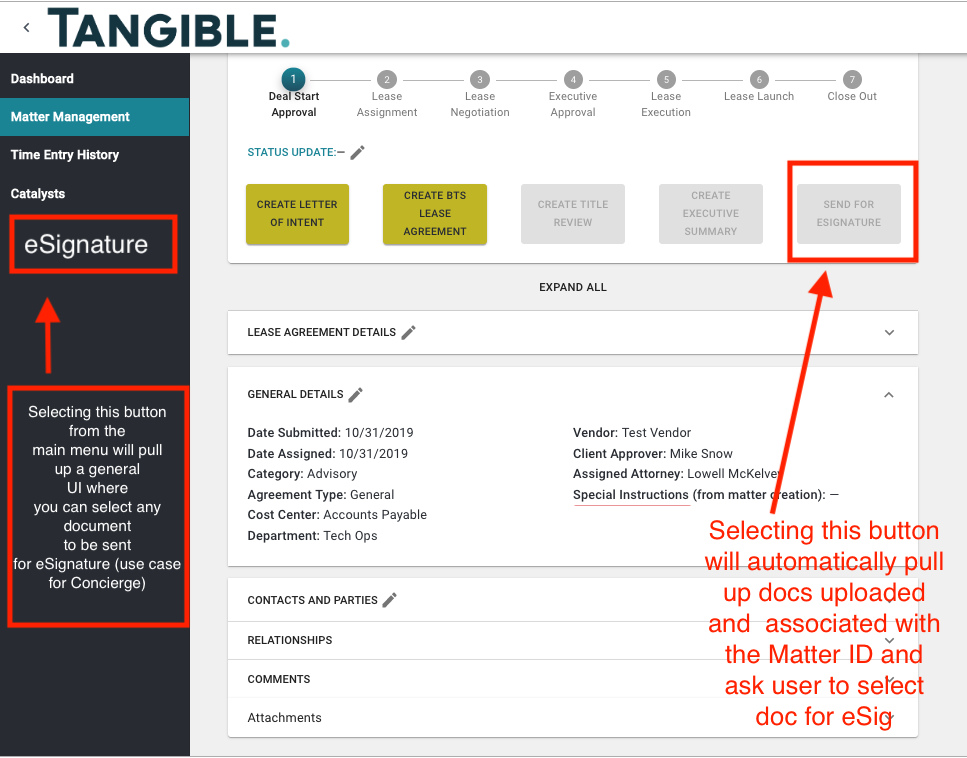 TANGIBLE.
Dashboard
Matter Management
Time Entry History
Catalysts
eSignature
Selecting this button
from the
main menu will pull
up a general
UI where
you can select any
document
to be sent
for eSignature (use case
for Concierge)
1
Deal Start
Approval
2
Lease
Assignment
3
Lease
Negotiation
4
Executive
Approval
5
Lease
Execution
6
Lease Launch
7
Close Out
STATUS UPDATE:—
CREATE LETTER
OF INTENT
CREATE BTS
LEASE
AGREEMENT
CREATE TITLE
REVIEW
CREATE
EXECUTIVE
SUMMARY
SEND FOR
ESIGNATURE
EXPAND ALL
LEASE AGREEMENT DETAILS
GENERAL DETAILS
Date Submitted: 10/31/2019
Date Assigned: 10/31/2019
Category: Advisory
Agreement Type: General
Cost Center: Accounts Payable
Department: Tech Ops
Vendor: Test Vendor
Client Approver: Mike Snow
Assigned Attorney: Lowell McKelvey
Special Instructions (from matter creation): —
Selecting this button
will automatically pull
up docs uploaded
and associated with
the Matter ID and
ask user to select
doc for eSig
CONTACTS AND PARTIES
RELATIONSHIPS
COMMENTS
Attachments